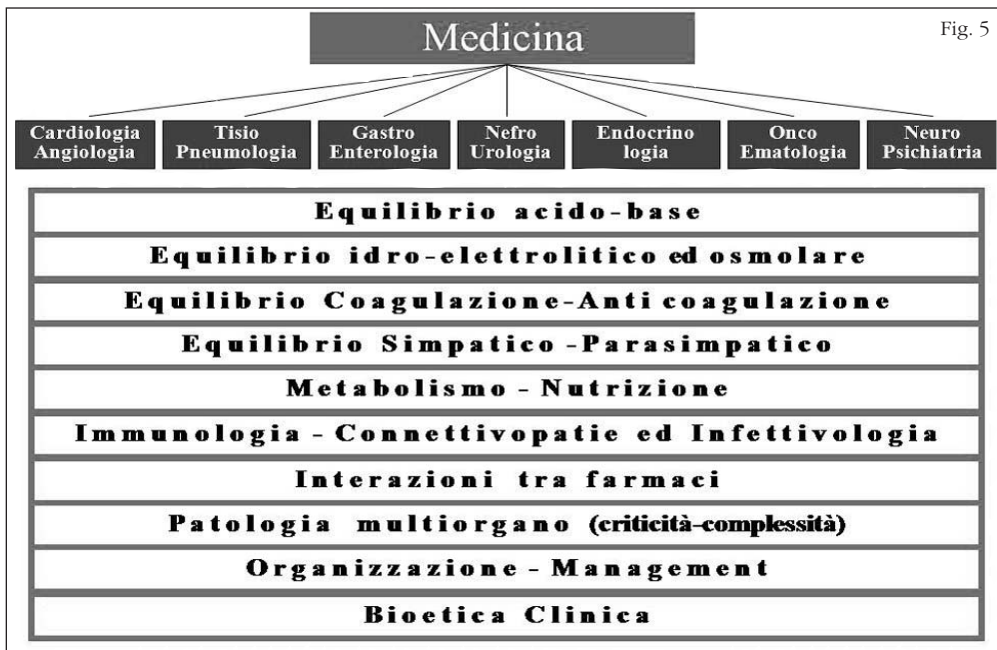 Fig. 5
Medicina
Cardiologia
Angiologia
Tisio
Pneumologia
Gastro
Enterologia
Nefro
Urologia
Endocrino
logia
Onco
Ematologia
Neuro
Psichiatria
Equilibrio acido-base
Equilibrio idro-elettrolitico ed osmolare
Equilibrio Coagulazione-Anticoagulazione
Equilibrio Simpatico -Parasimpatico
Metabolismo - Nutrizione
Immunologia - Connettivopatie ed Infettivologia
Interazioni tra farmaci
Patologia multiorgano (criticità-complessità)
Organizzazione - Management
Bioetica Clinica